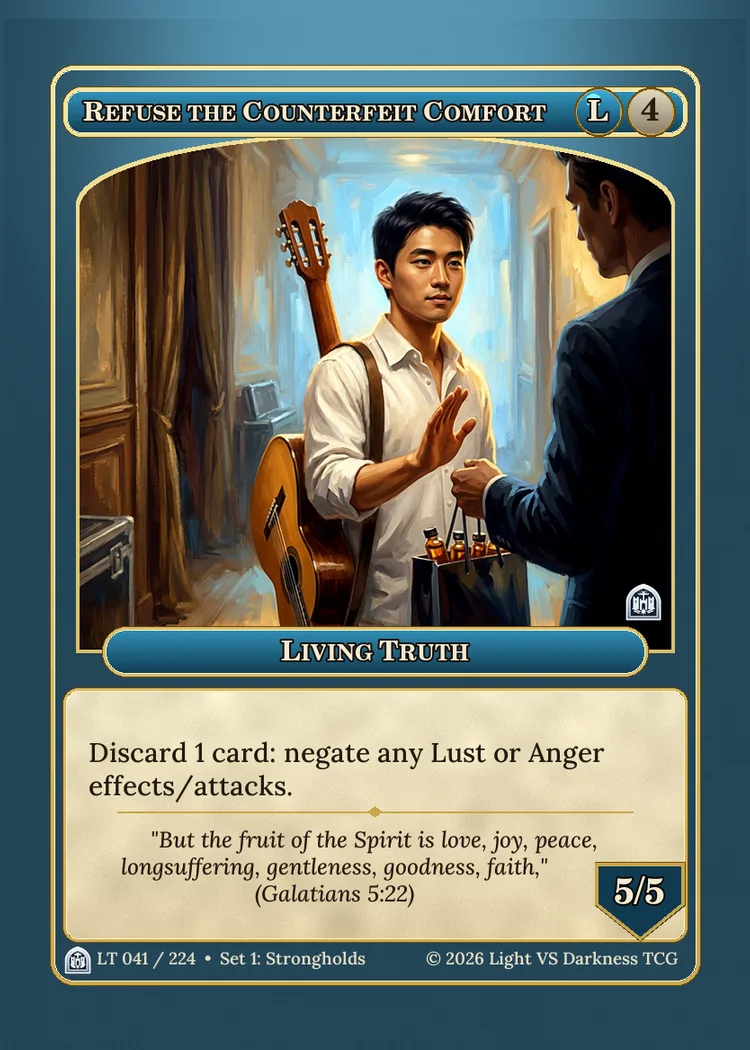 Refuse the Counterfeit Comfort L 4
Living Truth
Discard 1 card: negate any Lust or Anger
effects/attacks.
"But the fruit of the Spirit is love, joy, peace,
longsuffering, gentleness, goodness, faith,"
(Galatians 5:22)
5/5
LT 041 / 224 • Set 1: Strongholds © 2026 Light VS Darkness TCG